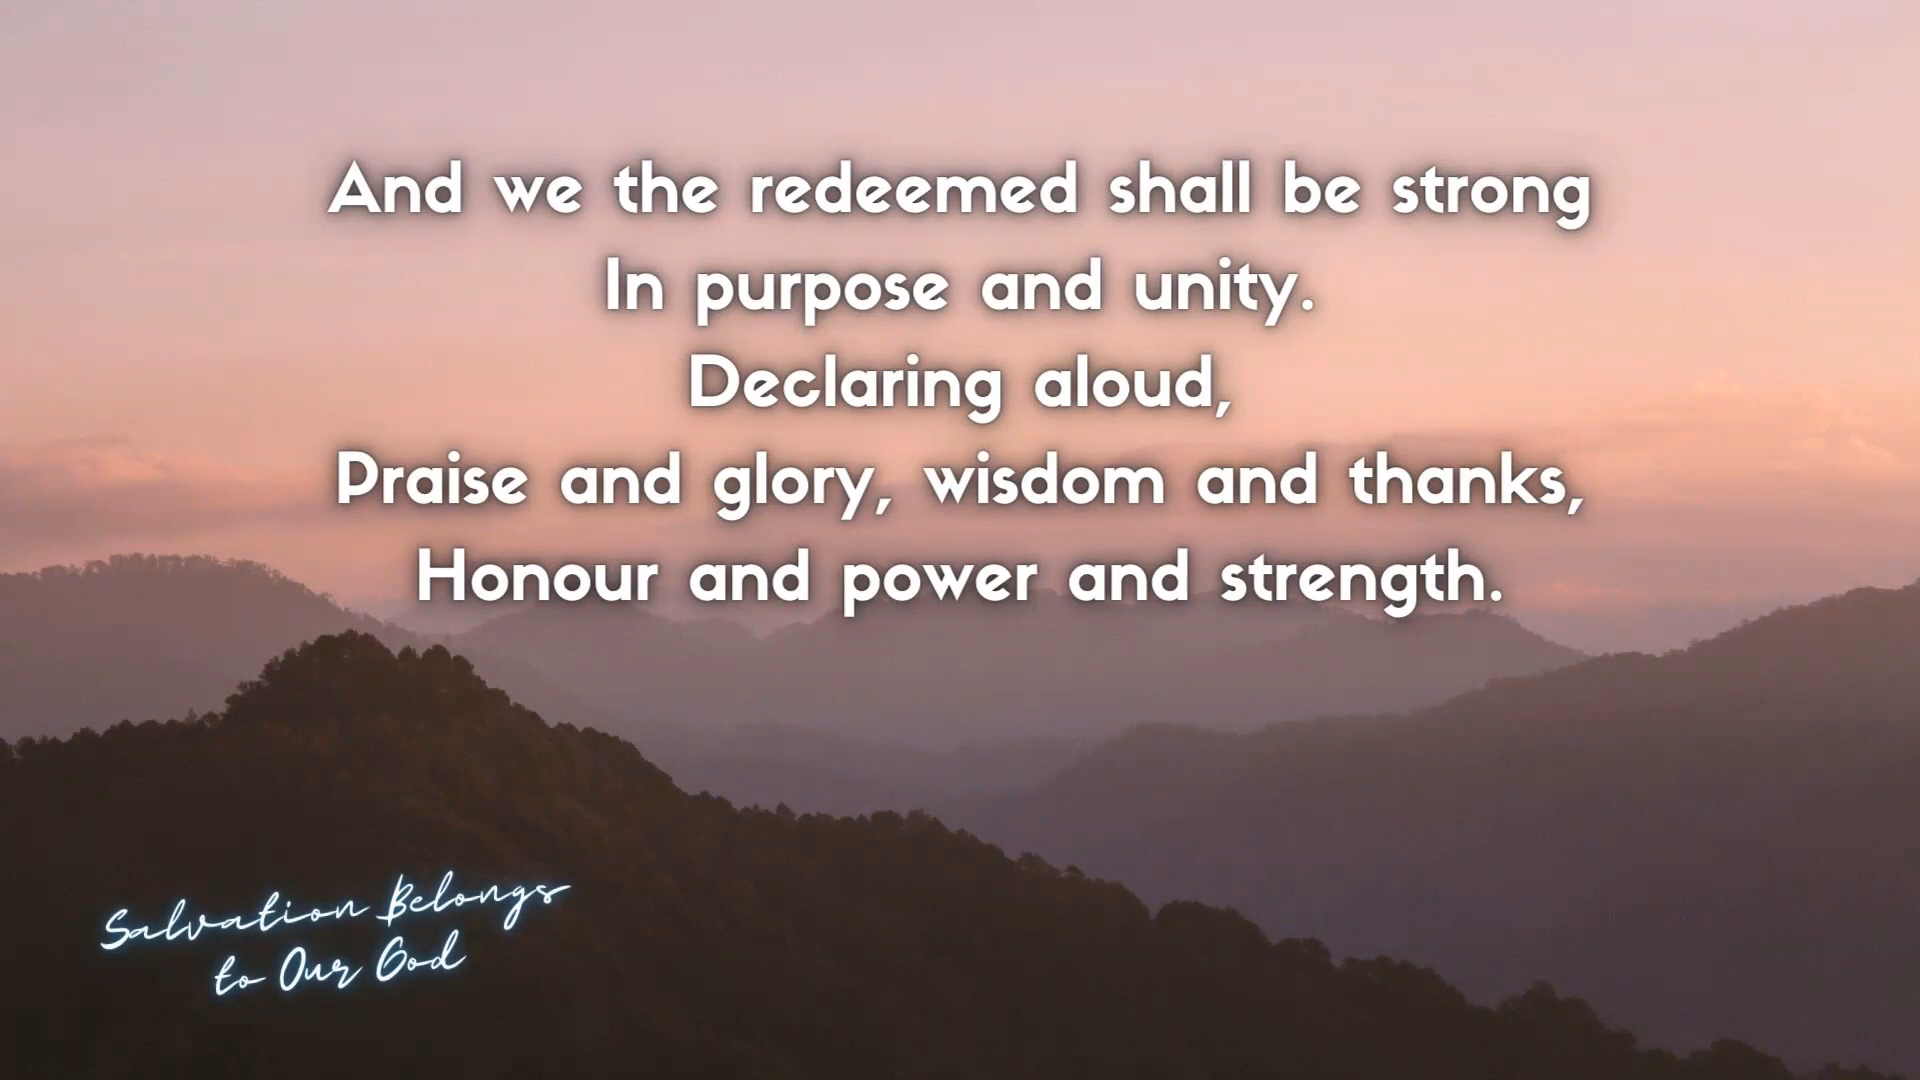 And we the redeemed shall be strong
In purpose and unity.
Declaring aloud,
Praise and glory, wisdom and thanks,
Honour and power and strength.
Salvation Belongs
to Our God